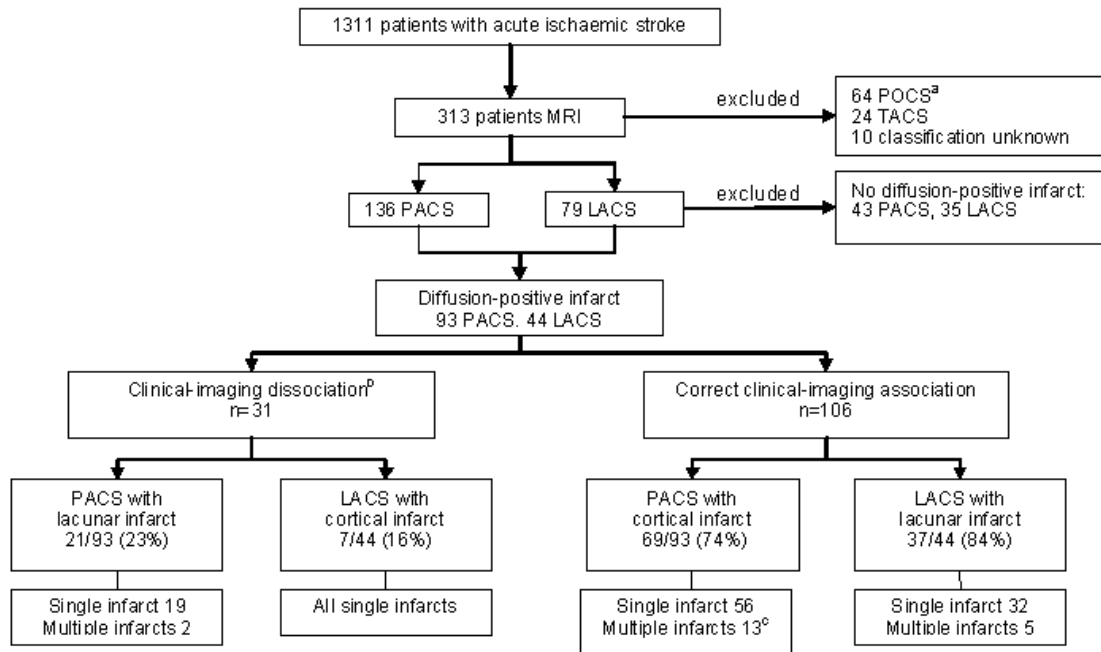 1311 patients with acute ischaemic stroke
excluded
313 patients MRI
64 POCSª
24 TACS
10 classification unknown
136 PACS
79 LACS
excluded
No diffusion-positive infarct:
43 PACS, 35 LACS
Diffusion-positive infarct
93 PACS. 44 LACS
Clinical-imaging dissociationᵇ
n=31
Correct clinical-imaging association
n=106
PACS with
lacunar infarct
21/93 (23%)
LACS with
cortical infarct
7/44 (16%)
PACS with
cortical infarct
69/93 (74%)
LACS with
lacunar infarct
37/44 (84%)
Single infarct 19
Multiple infarcts 2
All single infarcts
Single infarct 56
Multiple infarcts 13ᶜ
Single infarct 32
Multiple infarcts 5